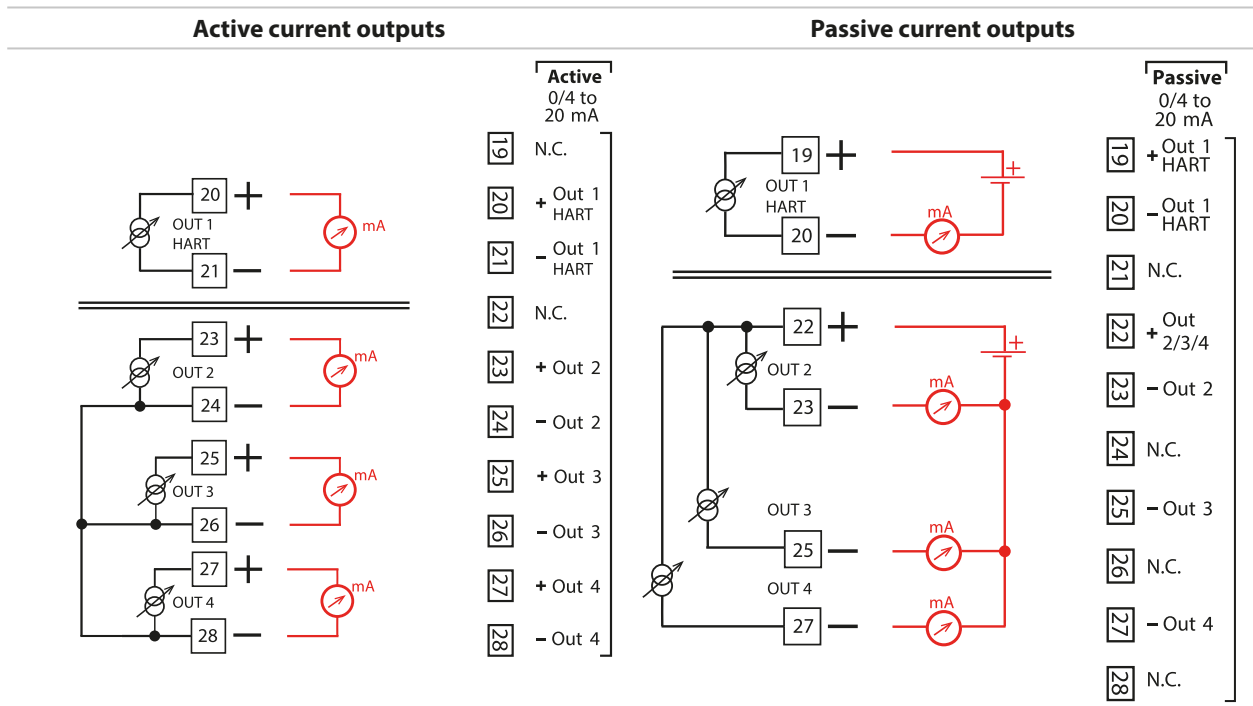 Active current outputs
Passive current outputs
20
+
OUT 1
HART
21
−
mA
23
+
OUT 2
24
−
mA
25
+
OUT 3
26
−
mA
27
+
OUT 4
28
−
mA
Active
0/4 to
20 mA
19 N.C.
20 + Out 1
HART
21 − Out 1
HART
22 N.C.
23 + Out 2
24 − Out 2
25 + Out 3
26 − Out 3
27 + Out 4
28 − Out 4
19
+
+
OUT 1
HART
mA
20
−
22
+
+
OUT 2
mA
23
−
OUT 3
mA
25
−
OUT 4
mA
27
−
Passive
0/4 to
20 mA
19 + Out 1
HART
20 − Out 1
HART
21 N.C.
22 + Out
2/3/4
23 − Out 2
24 N.C.
25 − Out 3
26 N.C.
27 − Out 4
28 N.C.